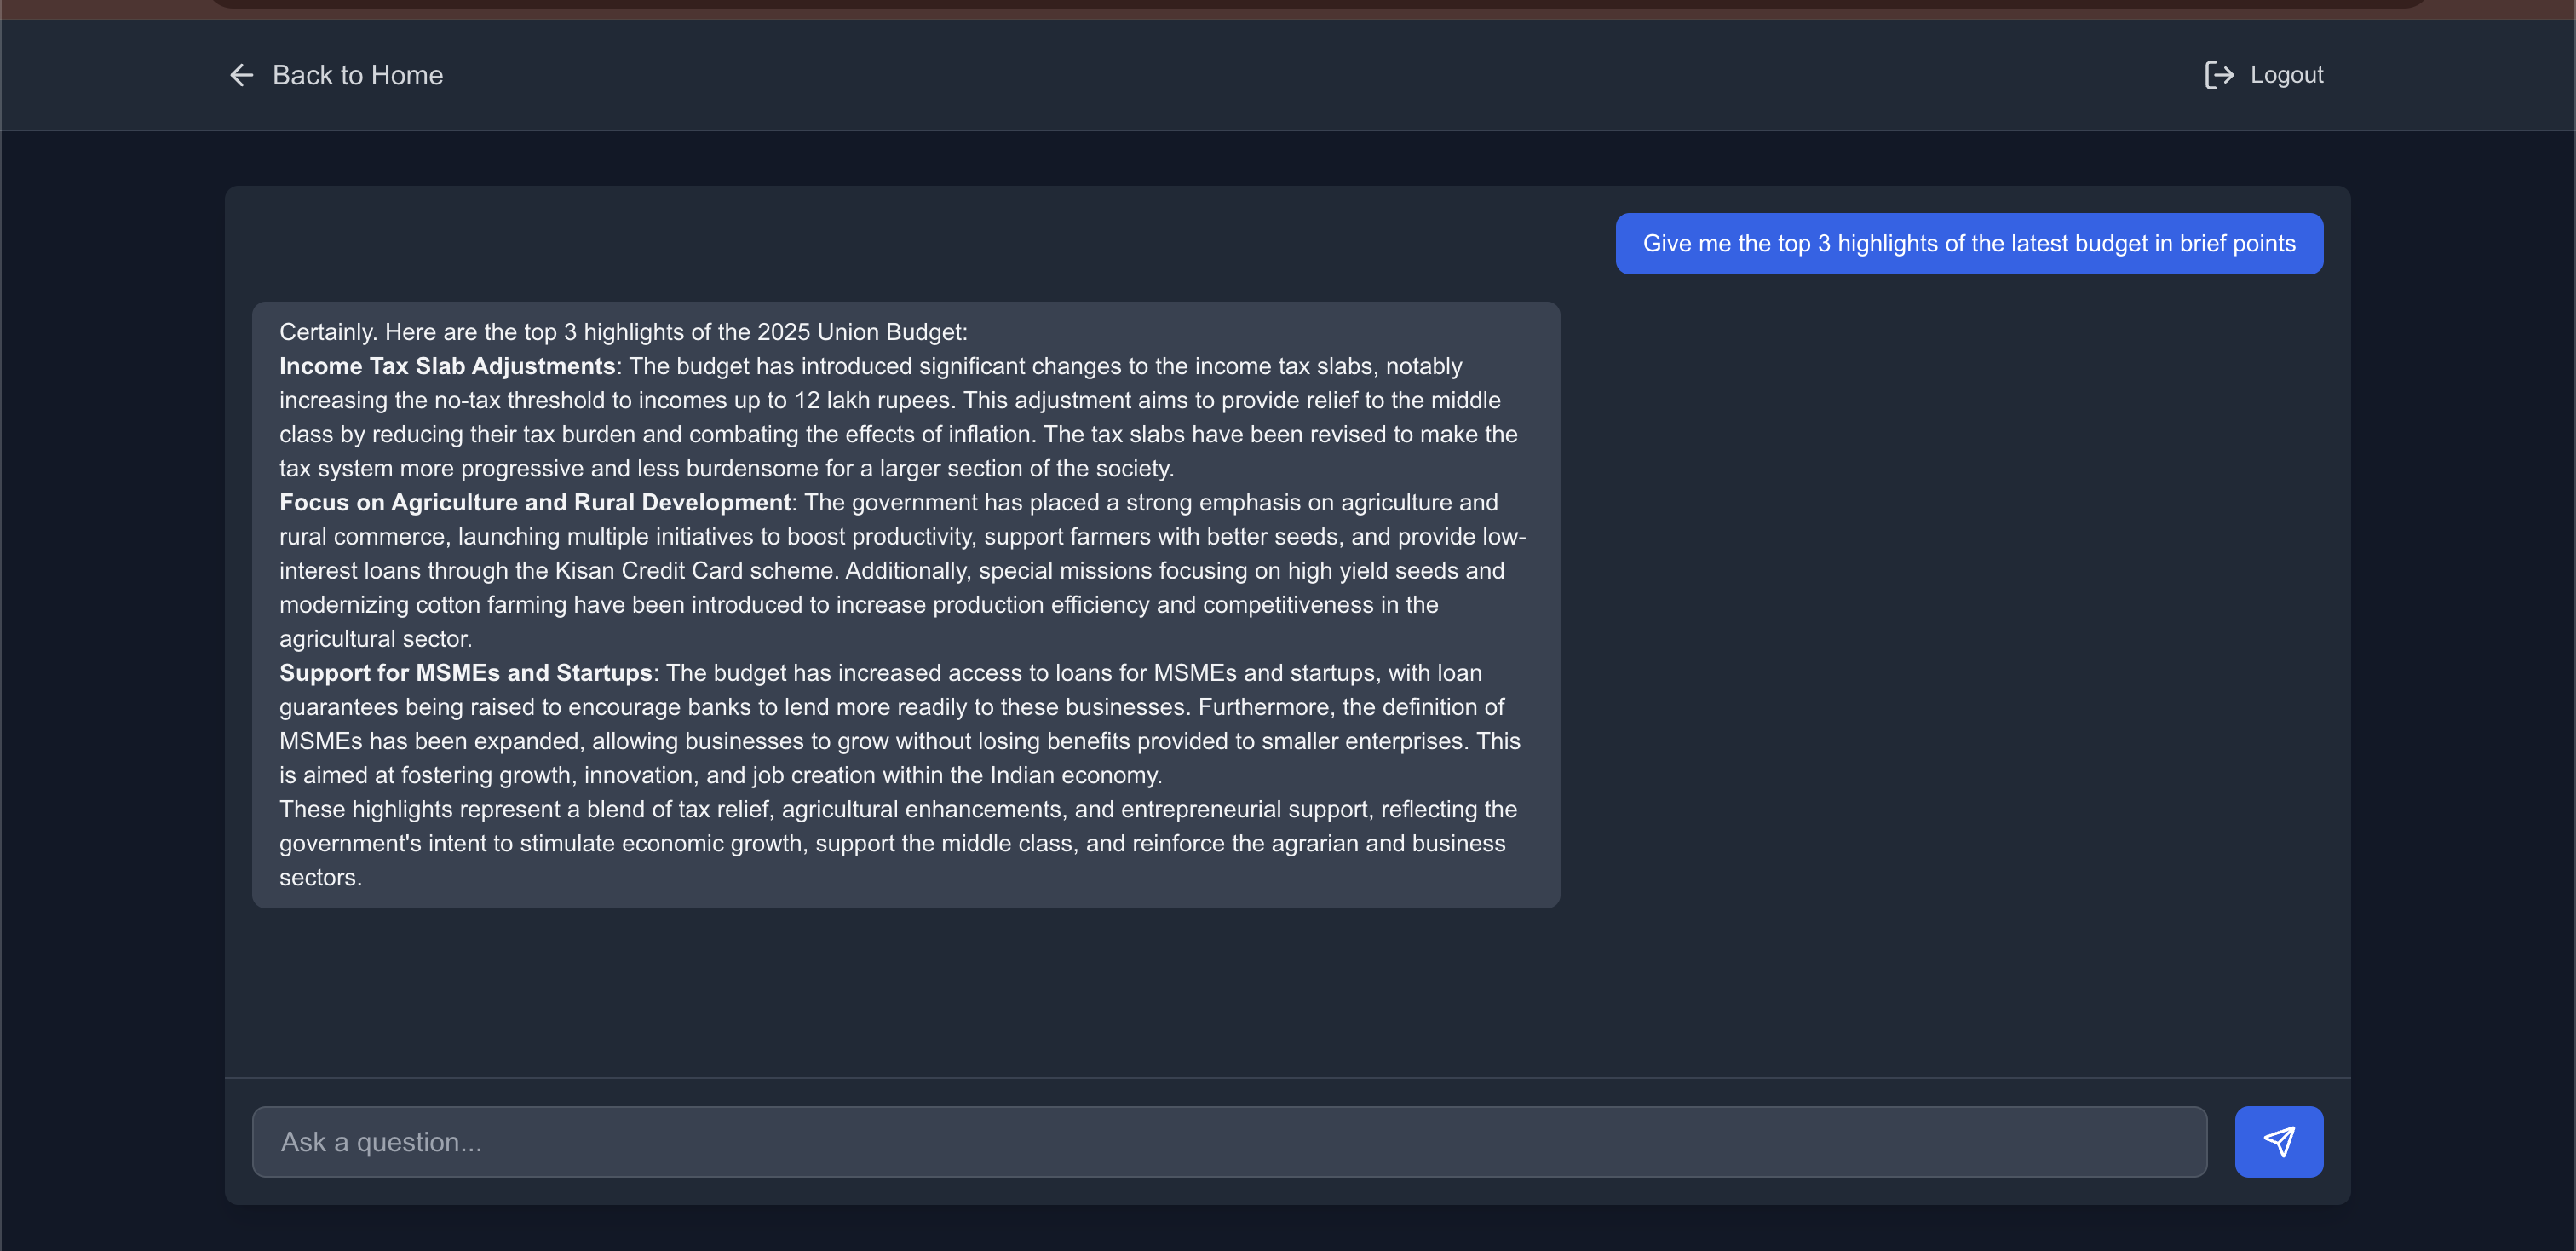 Back to Home
Logout
Give me the top 3 highlights of the latest budget in brief points
Certainly. Here are the top 3 highlights of the 2025 Union Budget:
Income Tax Slab Adjustments: The budget has introduced significant changes to the income tax slabs, notably
increasing the no-tax threshold to incomes up to 12 lakh rupees. This adjustment aims to provide relief to the middle
class by reducing their tax burden and combating the effects of inflation. The tax slabs have been revised to make the
tax system more progressive and less burdensome for a larger section of the society.
Focus on Agriculture and Rural Development: The government has placed a strong emphasis on agriculture and
rural commerce, launching multiple initiatives to boost productivity, support farmers with better seeds, and provide low-
interest loans through the Kisan Credit Card scheme. Additionally, special missions focusing on high yield seeds and
modernizing cotton farming have been introduced to increase production efficiency and competitiveness in the
agricultural sector.
Support for MSMEs and Startups: The budget has increased access to loans for MSMEs and startups, with loan
guarantees being raised to encourage banks to lend more readily to these businesses. Furthermore, the definition of
MSMEs has been expanded, allowing businesses to grow without losing benefits provided to smaller enterprises. This
is aimed at fostering growth, innovation, and job creation within the Indian economy.
These highlights represent a blend of tax relief, agricultural enhancements, and entrepreneurial support, reflecting the
government's intent to stimulate economic growth, support the middle class, and reinforce the agrarian and business
sectors.
Ask a question...